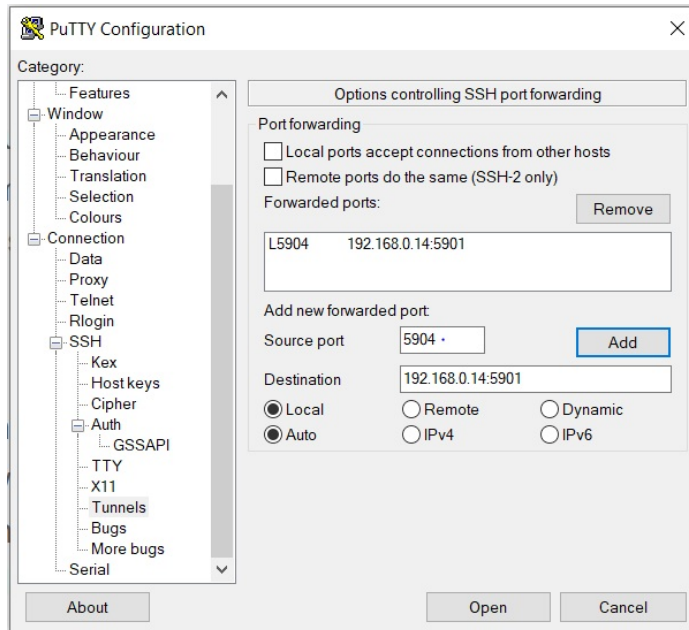 PuTTY Configuration
Category:
Features
Window
Appearance
Behaviour
Translation
Selection
Colours
Connection
Data
Proxy
Telnet
Rlogin
SSH
Kex
Host keys
Cipher
Auth
GSSAPI
TTY
X11
Tunnels
Bugs
More bugs
Serial
Options controlling SSH port forwarding
Port forwarding
Local ports accept connections from other hosts
Remote ports do the same (SSH-2 only)
Forwarded ports:
Remove
L5904 192.168.0.14:5901
Add new forwarded port:
Source port 5904 Add
Destination 192.168.0.14:5901
Local Remote Dynamic
Auto IPv4 IPv6
About Open Cancel